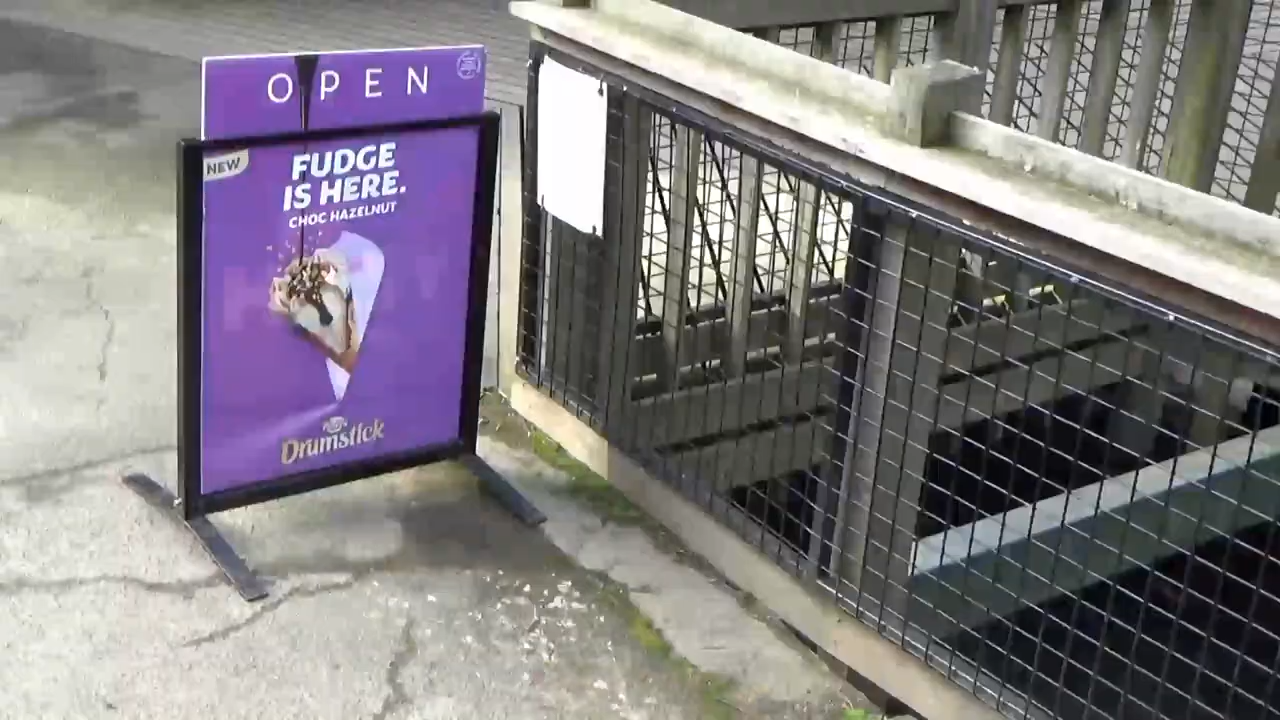 OPEN
NEW
FUDGE
IS HERE.
CHOC HAZELNUT
Drumstick